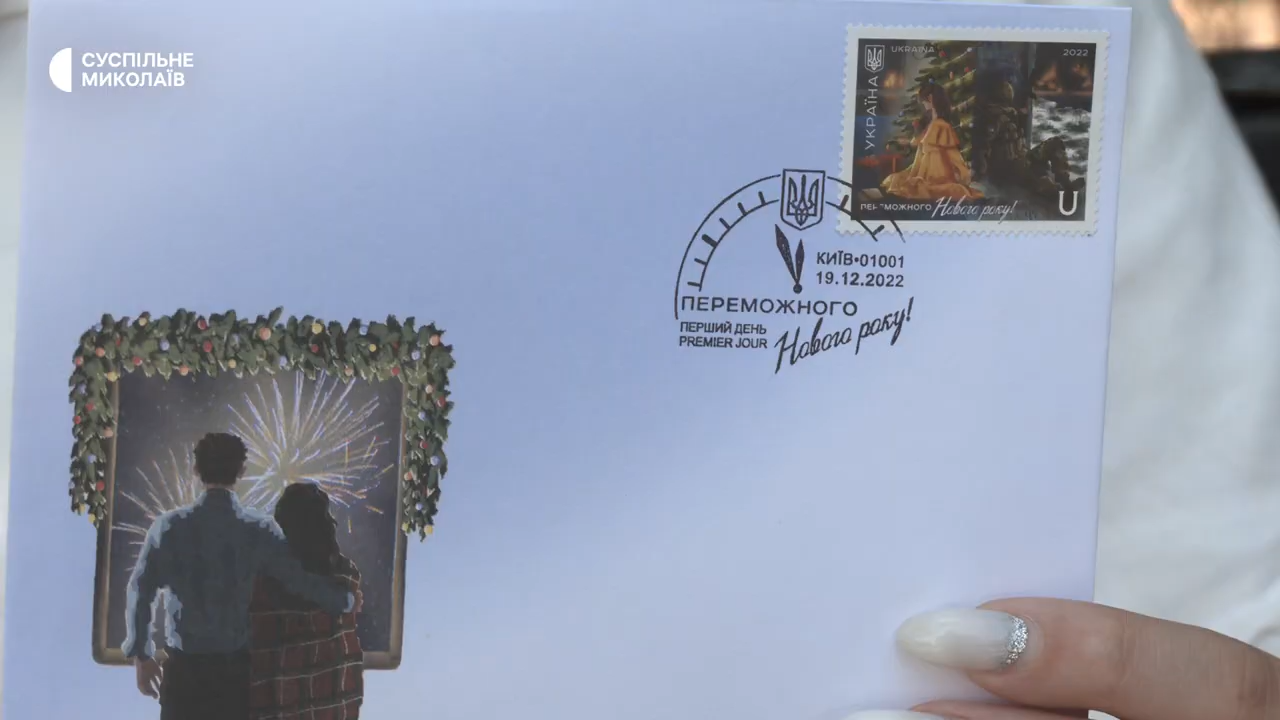 СУСПІЛЬНЕ
МИКОЛАЇВ
UKRAINA
2022
УКРАЇНА
ПЕРЕМОЖНОГО Нового року!
U
КИЇВ•01001
19.12.2022
ПЕРЕМОЖНОГО
ПЕРШИЙ ДЕНЬ
PREMIER JOUR
Нового року!